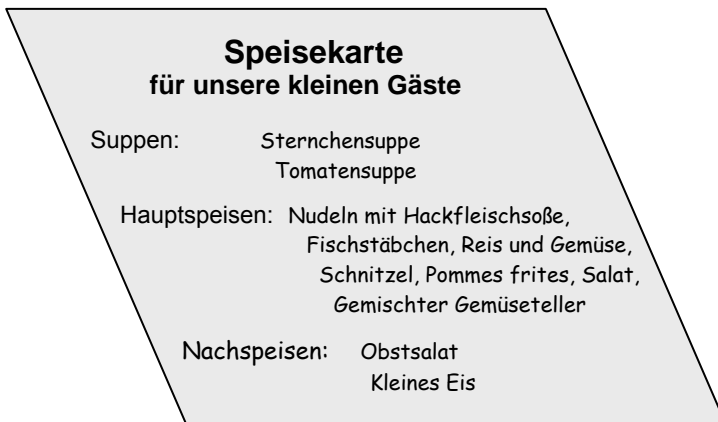 Speisekarte
für unsere kleinen Gäste
Suppen: Sternchensuppe
Tomatensuppe
Hauptspeisen: Nudeln mit Hackfleischsoße,
Fischstäbchen, Reis und Gemüse,
Schnitzel, Pommes frites, Salat,
Gemischter Gemüseteller
Nachspeisen: Obstsalat
Kleines Eis